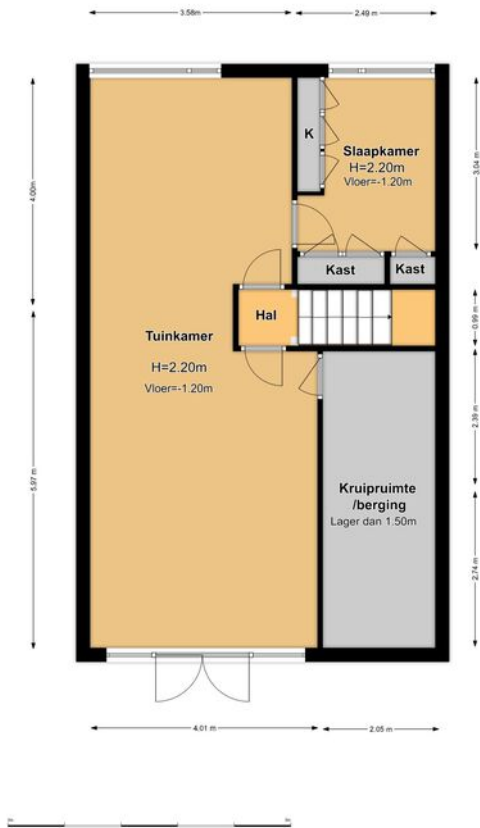 3.58m
2.49 m
K
Slaapkamer
H=2.20m
Vloer=-1.20m
3.04 m
4.00m
Kast
Kast
Hal
0.99 m
Tuinkamer
H=2.20m
Vloer=-1.20m
2.39 m
5.97 m
Kruipruimte
/berging
Lager dan 1.50m
2.74 m
4.01 m
2.05 m